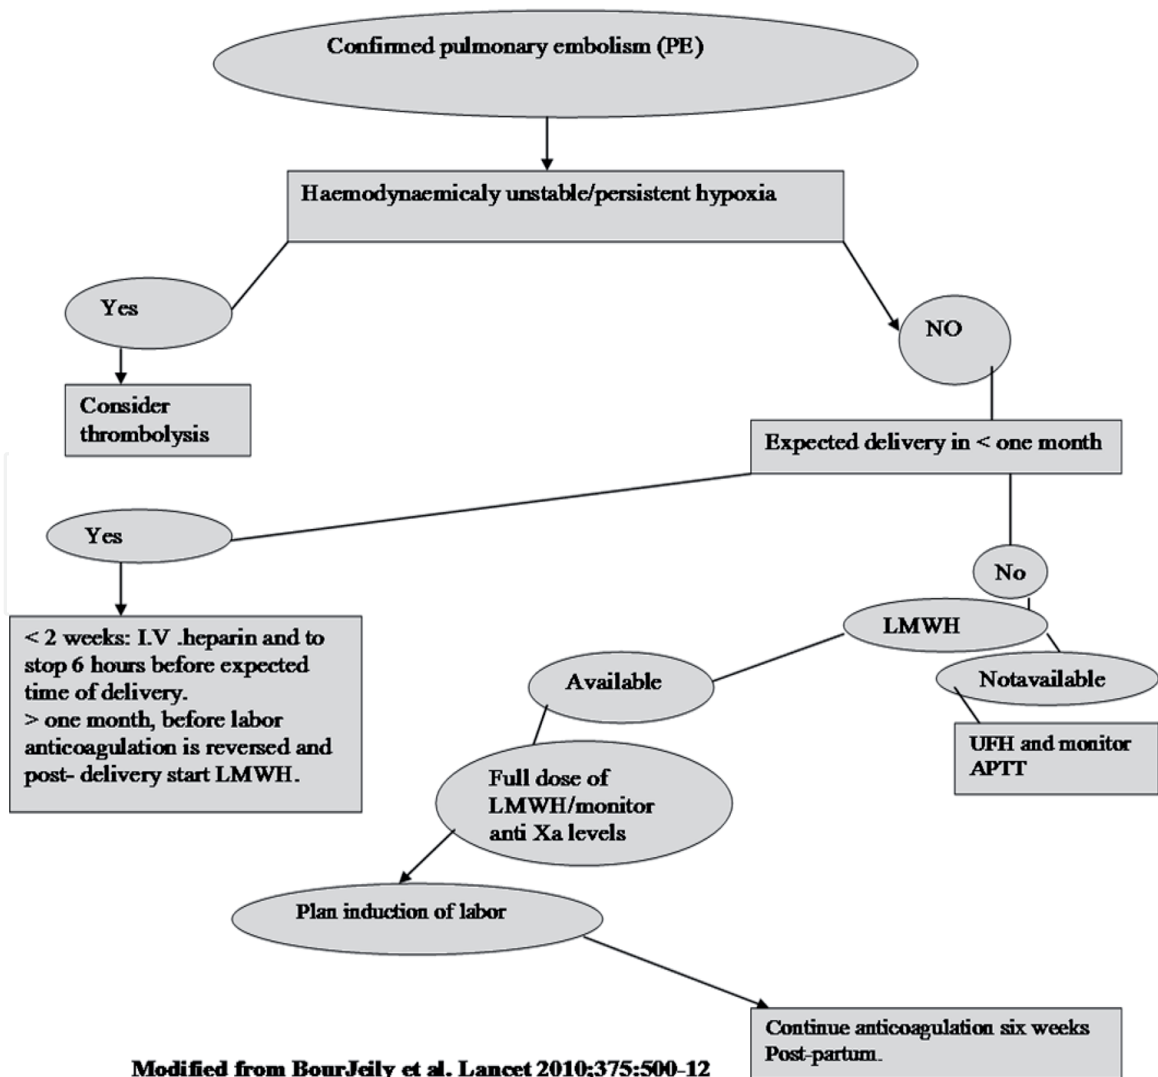 Confirmed pulmonary embolism (PE)
Haemodynaemicaly unstable/persistent hypoxia
Yes
NO
Consider
thrombolysis
Expected delivery in < one month
Yes
No
< 2 weeks: I.V .heparin and to
stop 6 hours before expected
time of delivery.
> one month, before labor
anticoagulation is reversed and
post- delivery start LMWH.
LMWH
Available
Notavailable
UFH and monitor
APTT
Full dose of
LMWH/monitor
anti Xa levels
Plan induction of labor
Continue anticoagulation six weeks
Post-partum.
Modified from BourJeily et al. Lancet 2010;375:500-12